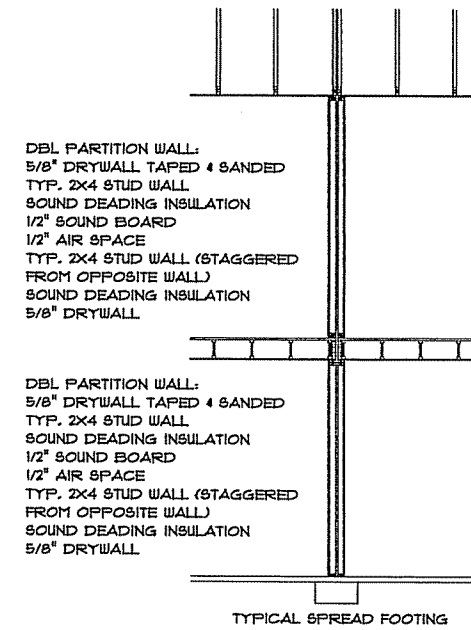 DBL PARTITION WALL:
5/8" DRYWALL TAPED & SANDED
TYP. 2X4 STUD WALL
SOUND DEADING INSULATION
1/2" SOUND BOARD
1/2" AIR SPACE
TYP. 2X4 STUD WALL (STAGGERED
FROM OPPOSITE WALL)
SOUND DEADING INSULATION
5/8" DRYWALL
DBL PARTITION WALL:
5/8" DRYWALL TAPED & SANDED
TYP. 2X4 STUD WALL
SOUND DEADING INSULATION
1/2" SOUND BOARD
1/2" AIR SPACE
TYP. 2X4 STUD WALL (STAGGERED
FROM OPPOSITE WALL)
SOUND DEADING INSULATION
5/8" DRYWALL
TYPICAL SPREAD FOOTING